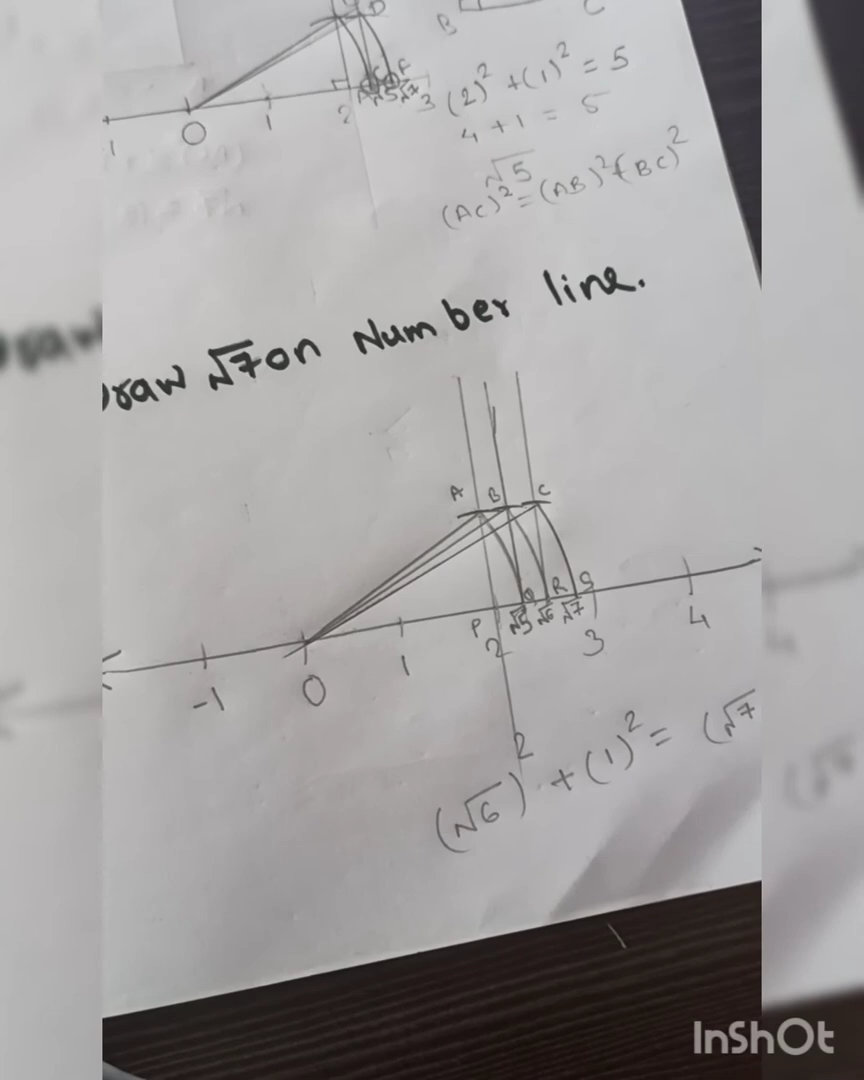 D
B C
F
-1 0 1 2 √5 √7 3
(2)² + (1)² = 5
4 + 1 = 5
√5
(AC)² = (AB)² + (BC)²
Draw √7 on Number line.
A B C
P Q R S
√5 √6 √7
-1 0 1 2 3 4
(√6)² + (1)² = (√7
InShOt